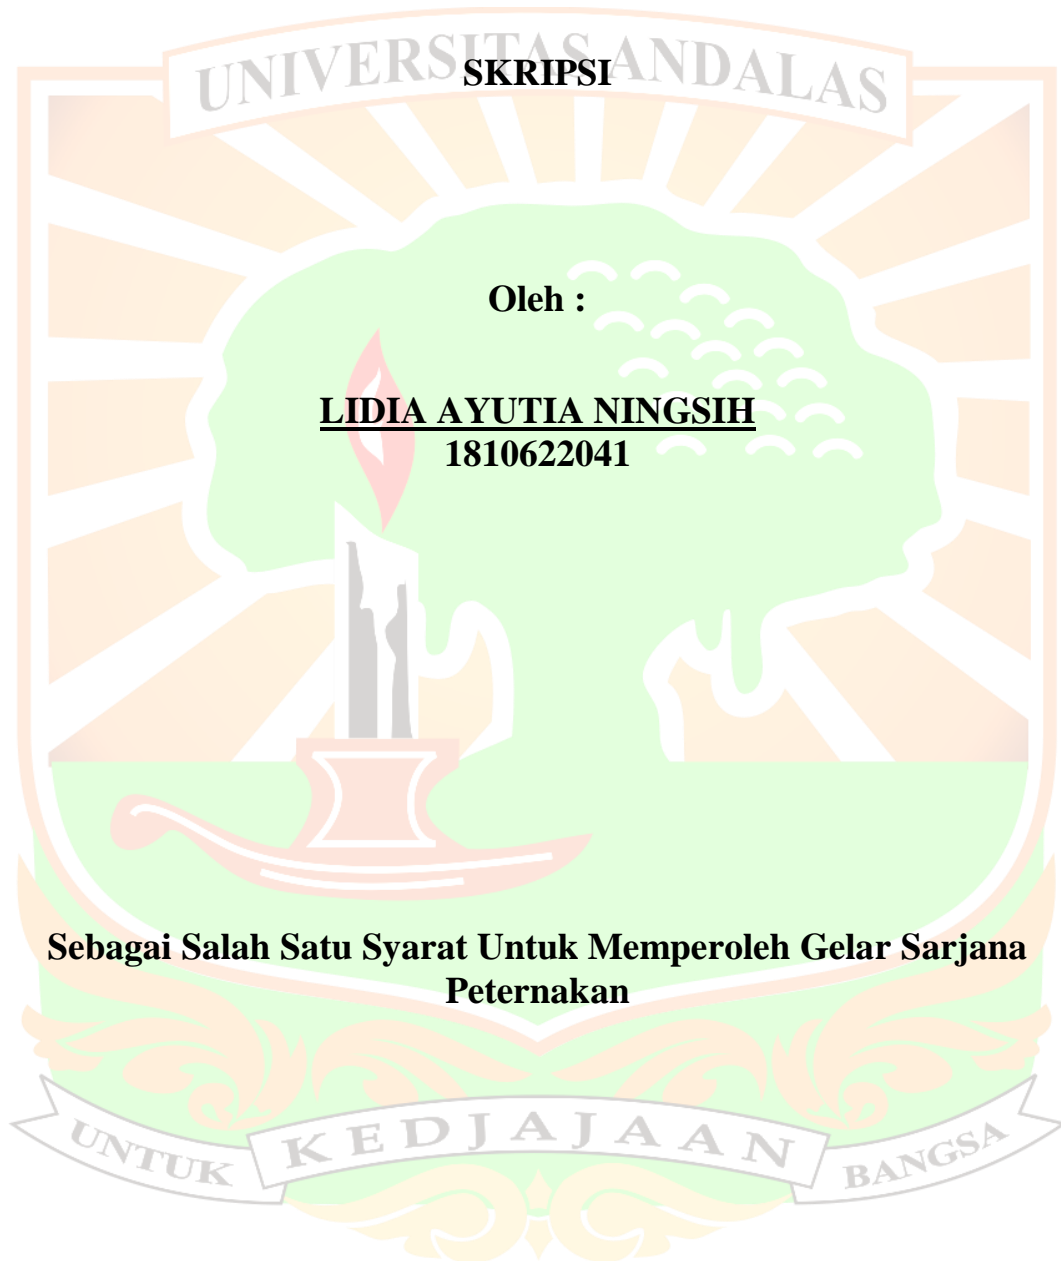 UNIVERSITAS ANDALAS
SKRIPSI
Oleh :
LIDIA AYUTIA NINGSIH
1810622041
Sebagai Salah Satu Syarat Untuk Memperoleh Gelar Sarjana
Peternakan
UNTUK KEDJAJAAN BANGSA